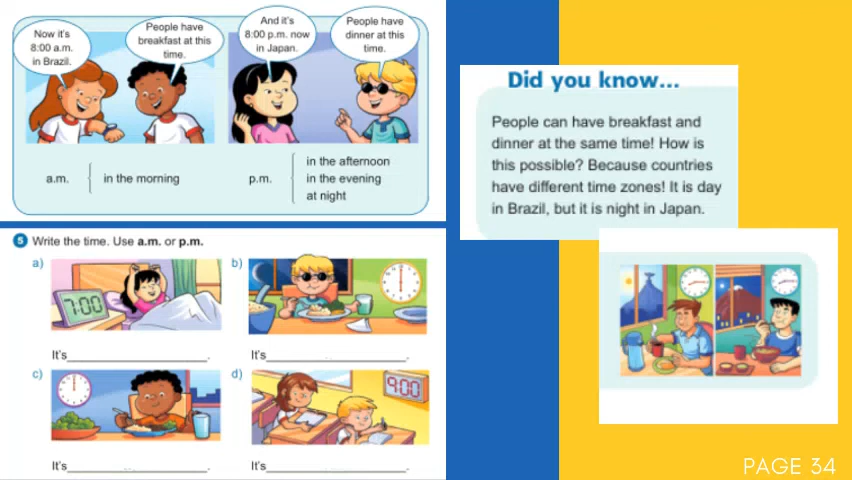 Now it's
8:00 a.m.
in Brazil.
People have
breakfast at this
time.
And it's
8:00 p.m. now
in Japan.
People have
dinner at this
time.
a.m.
in the morning
p.m.
in the afternoon
in the evening
at night
5 Write the time. Use a.m. or p.m.
a)
7:00
b)
It's____________________.
It's____________________.
c)
d)
9:00
It's____________________.
It's____________________.
Did you know...
People can have breakfast and
dinner at the same time! How is
this possible? Because countries
have different time zones! It is day
in Brazil, but it is night in Japan.
PAGE 34